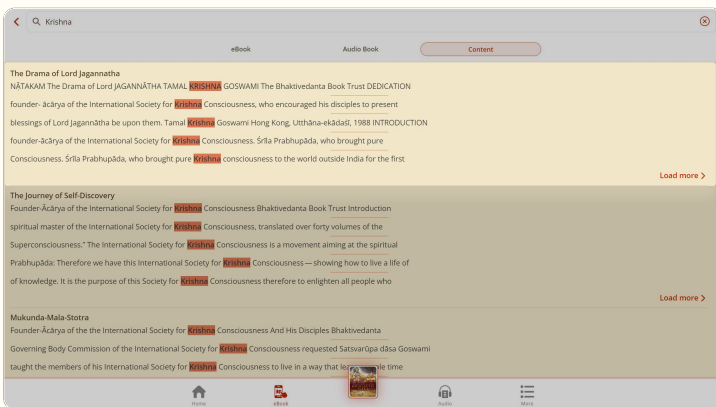 Krishna
eBook Audio Book Content
The Drama of Lord Jagannatha
NĀṬAKAM The Drama of Lord JAGANNĀTHA TAMAL KRISHNA GOSWAMI The Bhaktivedanta Book Trust DEDICATION
founder- ācārya of the International Society for Krishna Consciousness, who encouraged his disciples to present
blessings of Lord Jagannātha be upon them. Tamal Krishna Goswami Hong Kong, Utthāna-ekādaśī, 1988 INTRODUCTION
founder-ācārya of the International Society for Krishna Consciousness. Śrīla Prabhupāda, who brought pure
Consciousness. Śrīla Prabhupāda, who brought pure Krishna consciousness to the world outside India for the first
Load more
The Journey of Self-Discovery
Founder-Ācārya of the International Society for Krishna Consciousness Bhaktivedanta Book Trust Introduction
spiritual master of the International Society for Krishna Consciousness, translated over forty volumes of the
Superconsciousness." The International Society for Krishna Consciousness is a movement aiming at the spiritual
Prabhupāda: Therefore we have this International Society for Krishna Consciousness — showing how to live a life of
of knowledge. It is the purpose of this Society for Krishna Consciousness therefore to enlighten all people who
Load more
Mukunda-Mala-Stotra
Founder-Ācārya of the the International Society for Krishna Consciousness And His Disciples Bhaktivedanta
Governing Body Commission of the International Society for Krishna Consciousness requested Satsvarūpa dāsa Goswami
taught the members of his International Society for Krishna Consciousness to live in a way that time
Home eBook Audio More